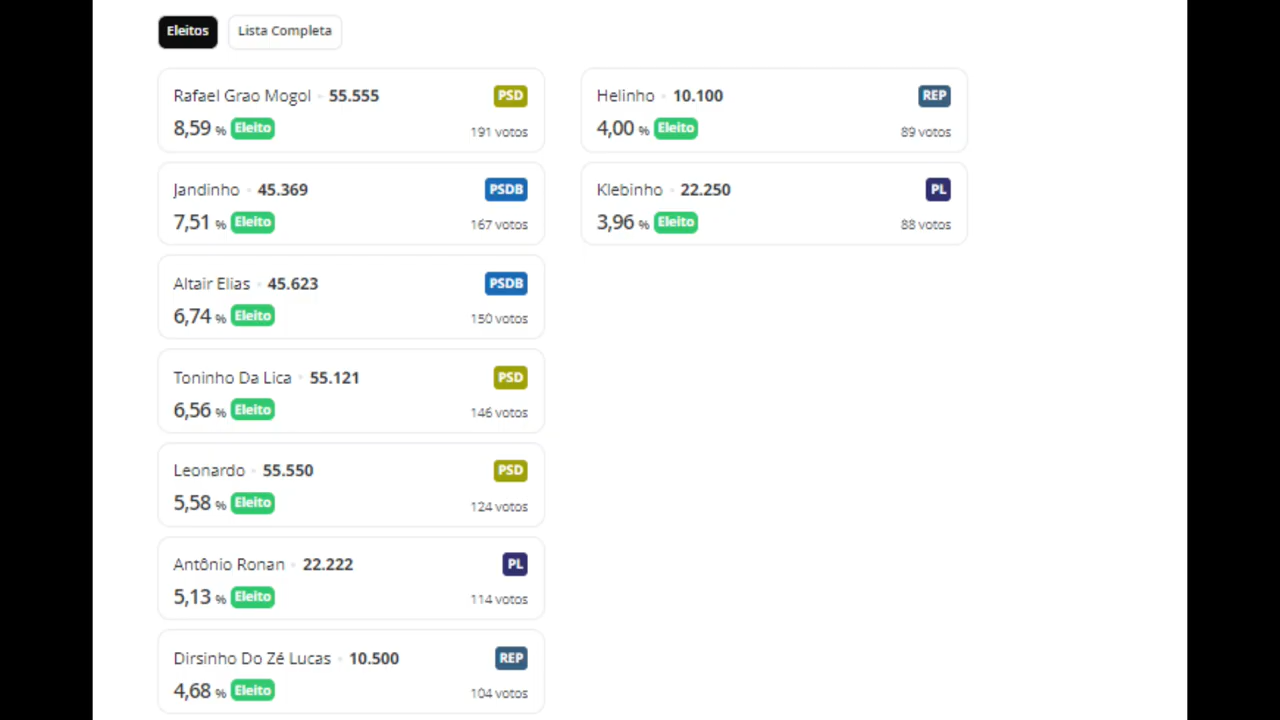 Eleitos
Lista Completa
Rafael Grao Mogol • 55.555 PSD
8,59 % Eleito 191 votos
Jandinho • 45.369 PSDB
7,51 % Eleito 167 votos
Altair Elias • 45.623 PSDB
6,74 % Eleito 150 votos
Toninho Da Lica • 55.121 PSD
6,56 % Eleito 146 votos
Leonardo • 55.550 PSD
5,58 % Eleito 124 votos
Antônio Ronan • 22.222 PL
5,13 % Eleito 114 votos
Dirsinho Do Zé Lucas • 10.500 REP
4,68 % Eleito 104 votos
Helinho • 10.100 REP
4,00 % Eleito 89 votos
Klebinho • 22.250 PL
3,96 % Eleito 88 votos